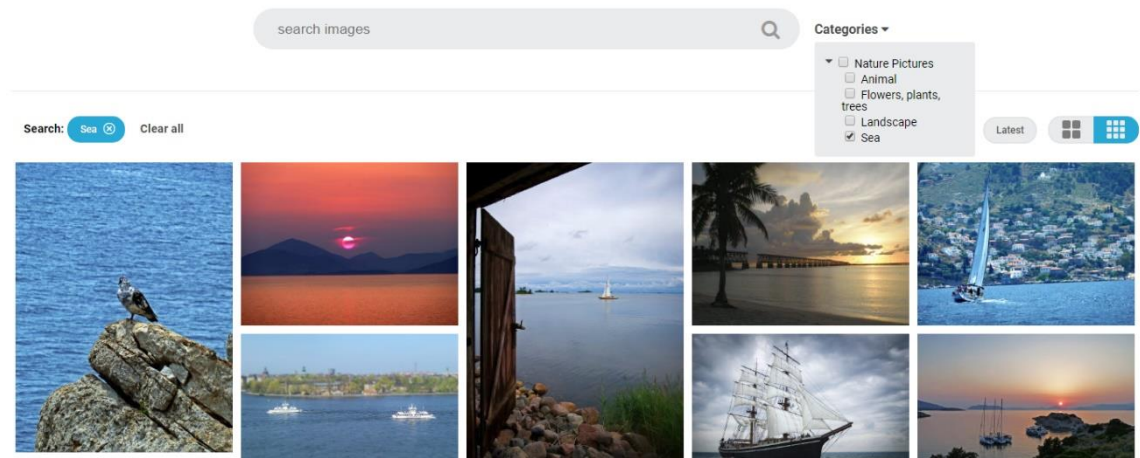 search images
Categories
Nature Pictures
Animal
Flowers, plants,
trees
Landscape
Sea
Search:
Sea
Clear all
Latest